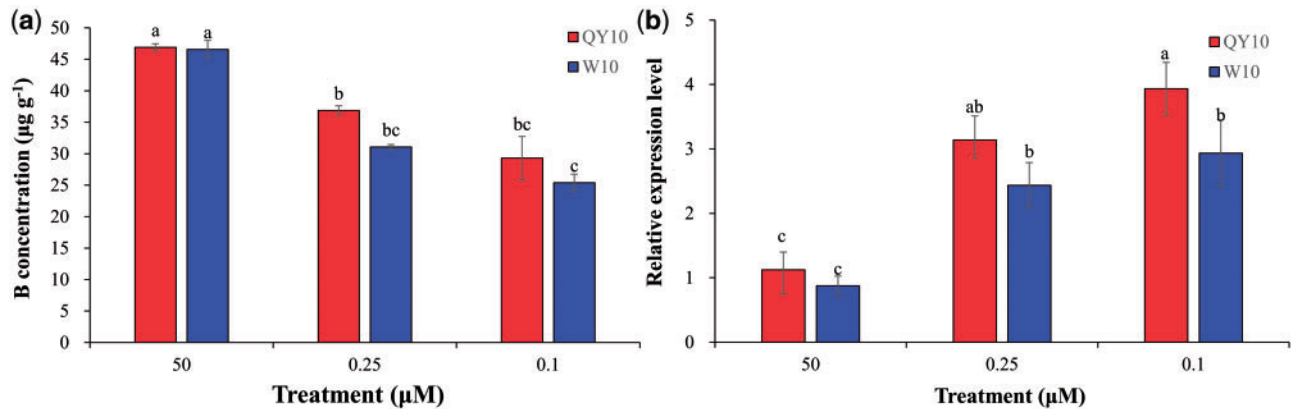 (a)
50
45
40
35
30
25
20
15
10
5
0
B concentration (µg g-1)
a
a
b
bc
bc
c
QY10
W10
50
0.25
0.1
Treatment (µM)
(b)
5
4
3
2
1
0
Relative expression level
c
c
ab
b
a
b
QY10
W10
50
0.25
0.1
Treatment (µM)